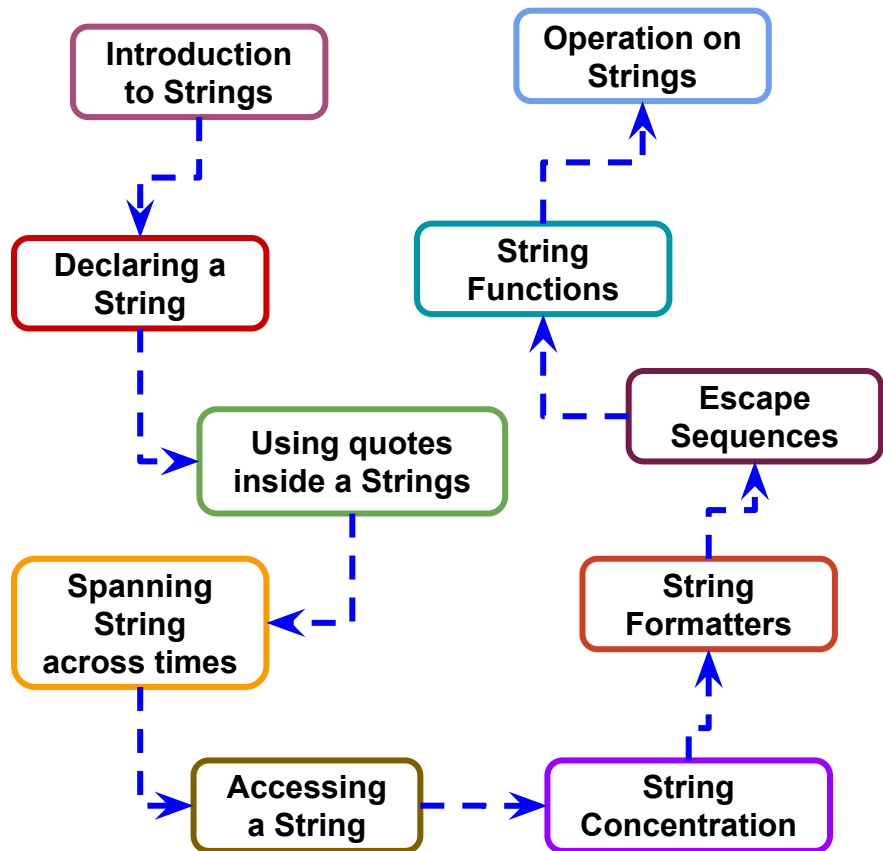 Introduction
to Strings
Declaring a
String
Using quotes
inside a Strings
Spanning
String
across times
Accessing
a String
String
Concentration
String
Formatters
Escape
Sequences
String
Functions
Operation on
Strings